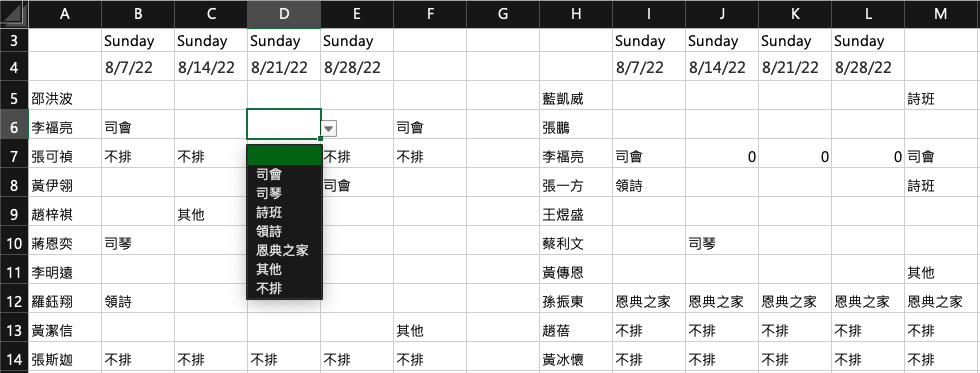 A B C D E F G H I J K L M
3 Sunday Sunday Sunday Sunday Sunday Sunday Sunday Sunday
4 8/7/22 8/14/22 8/21/22 8/28/22 8/7/22 8/14/22 8/21/22 8/28/22
5 邵洪波 藍凱威 詩班
6 李福亮 司會 司會 張鵬
7 張可禎 不排 不排 不排 不排 李福亮 司會 0 0 0 司會
8 黃伊翎 司會 張一方 領詩 詩班
9 趙梓祺 其他 王煜盛
10 蔣恩奕 司琴 蔡利文 司琴
11 李明遠 黃傳恩 其他
12 羅鈺翔 領詩 孫振東 恩典之家 恩典之家 恩典之家 恩典之家 恩典之家
13 黃潔信 其他 趙蓓 不排 不排 不排 不排 不排
14 張斯迦 不排 不排 不排 不排 不排 黃冰懷 不排 不排 不排 不排 不排
司會
司琴
詩班
領詩
恩典之家
其他
不排